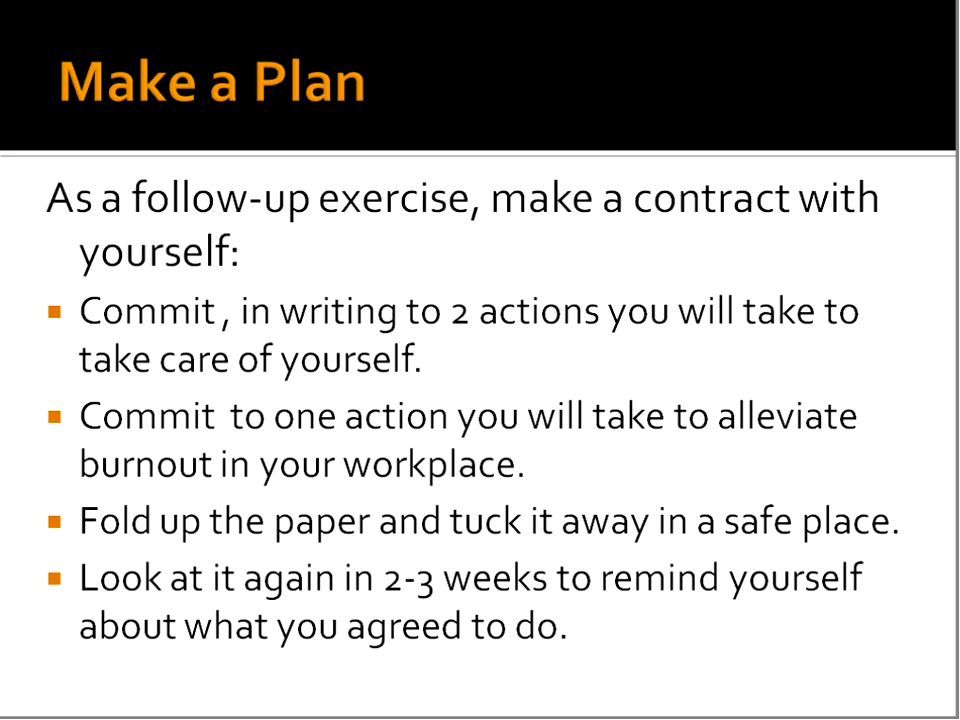 Make a Plan
As a follow-up exercise, make a contract with
yourself:
Commit , in writing to 2 actions you will take to
take care of yourself.
Commit  to one action you will take to alleviate
burnout in your workplace.
Fold up the paper and tuck it away in a safe place.
Look at it again in 2-3 weeks to remind yourself
about what you agreed to do.